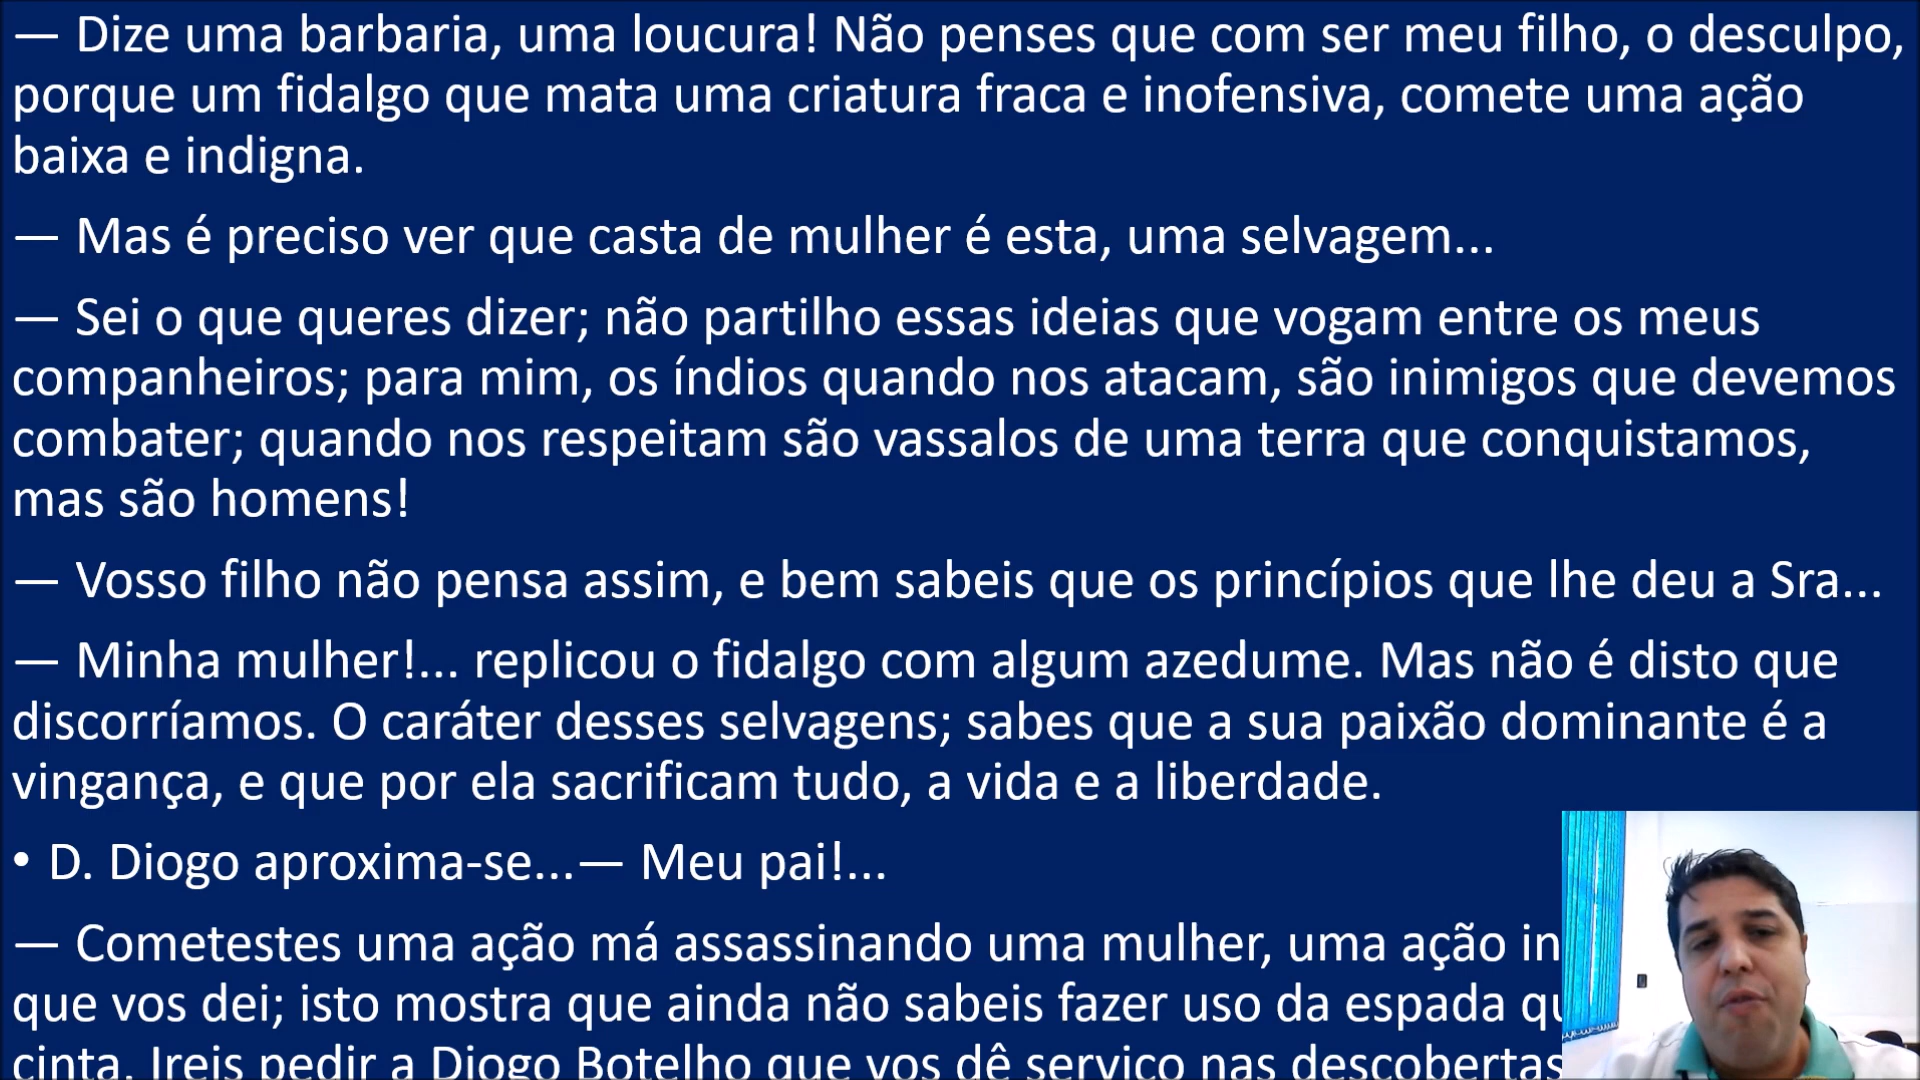 — Dize uma barbaria, uma loucura! Não penses que com ser meu filho, o desculpo,
porque um fidalgo que mata uma criatura fraca e inofensiva, comete uma ação
baixa e indigna.
— Mas é preciso ver que casta de mulher é esta, uma selvagem...
— Sei o que queres dizer; não partilho essas ideias que vogam entre os meus
companheiros; para mim, os índios quando nos atacam, são inimigos que devemos
combater; quando nos respeitam são vassalos de uma terra que conquistamos,
mas são homens!
— Vosso filho não pensa assim, e bem sabeis que os princípios que lhe deu a Sra...
— Minha mulher!... replicou o fidalgo com algum azedume. Mas não é disto que
discorríamos. O caráter desses selvagens; sabes que a sua paixão dominante é a
vingança, e que por ela sacrificam tudo, a vida e a liberdade.
• D. Diogo aproxima-se...— Meu pai!...
— Cometestes uma ação má assassinando uma mulher, uma ação
que vos dei; isto mostra que ainda não sabeis fazer uso da espada
cinta. Ireis pedir a Diogo Botelho que vos dê serviço nas descobertas